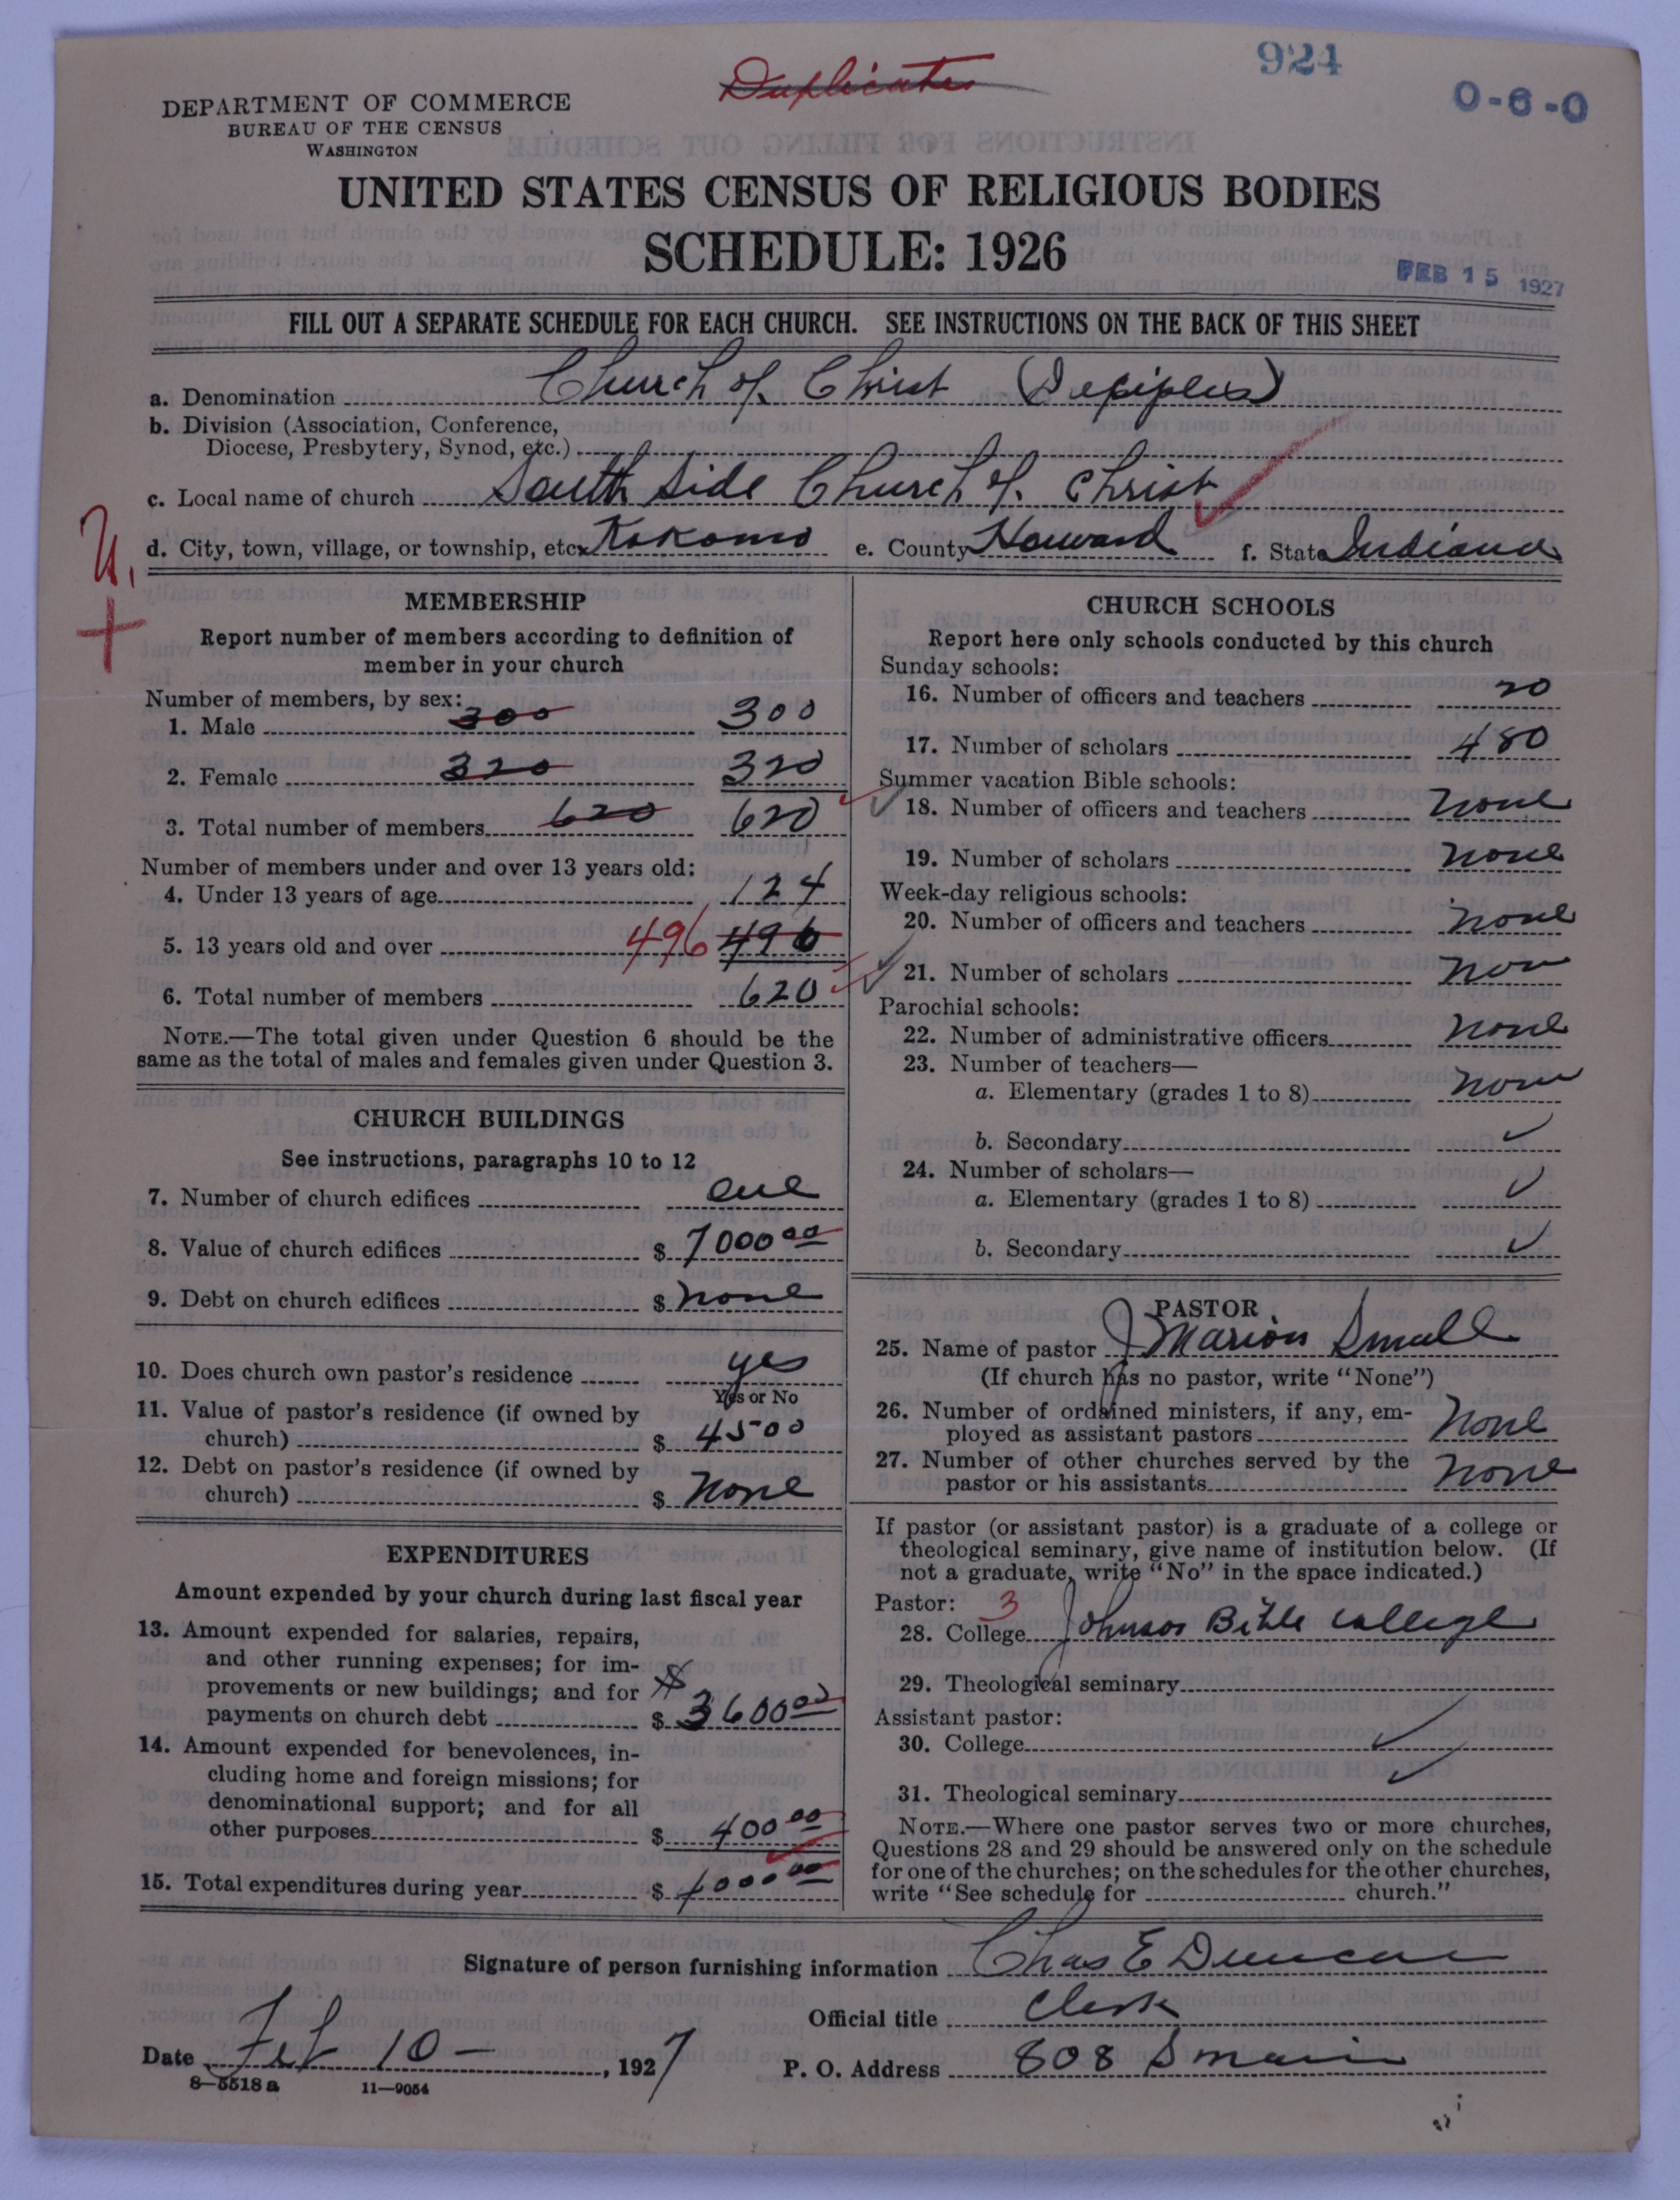 Duplicate
924
0-6-0
DEPARTMENT OF COMMERCE
BUREAU OF THE CENSUS
WASHINGTON
UNITED STATES CENSUS OF RELIGIOUS BODIES
SCHEDULE: 1926
FEB 15 1927
FILL OUT A SEPARATE SCHEDULE FOR EACH CHURCH. SEE INSTRUCTIONS ON THE BACK OF THIS SHEET
a. Denomination Church of Christ (Deciples)
b. Division (Association, Conference,
Diocese, Presbytery, Synod, etc.)
c. Local name of church South Side Church of Christ
d. City, town, village, or township, etc. Kokomo e. County Howard f. State Indiana
U.
MEMBERSHIP
Report number of members according to definition of
member in your church
Number of members, by sex:
1. Male 300 300
2. Female 320 320
3. Total number of members 620 620
Number of members under and over 13 years old:
4. Under 13 years of age 124
5. 13 years old and over 496 496
6. Total number of members 620
NOTE.—The total given under Question 6 should be the
same as the total of males and females given under Question 3.
CHURCH BUILDINGS
See instructions, paragraphs 10 to 12
7. Number of church edifices one
8. Value of church edifices $ 7000 00
9. Debt on church edifices $ none
10. Does church own pastor's residence yes
Yes or No
11. Value of pastor's residence (if owned by
church) $ 4500
12. Debt on pastor's residence (if owned by
church) $ None
EXPENDITURES
Amount expended by your church during last fiscal year
13. Amount expended for salaries, repairs,
and other running expenses; for im-
provements or new buildings; and for $
payments on church debt $ 3600 00
14. Amount expended for benevolences, in-
cluding home and foreign missions; for
denominational support; and for all
other purposes $ 400 00
15. Total expenditures during year $ 4000 00
CHURCH SCHOOLS
Report here only schools conducted by this church
Sunday schools:
16. Number of officers and teachers 20
17. Number of scholars 480
Summer vacation Bible schools:
18. Number of officers and teachers none
19. Number of scholars none
Week-day religious schools:
20. Number of officers and teachers none
21. Number of scholars non
Parochial schools:
22. Number of administrative officers none
23. Number of teachers—
a. Elementary (grades 1 to 8) none
b. Secondary
24. Number of scholars—
a. Elementary (grades 1 to 8)
b. Secondary
PASTOR
25. Name of pastor J Marion Small
(If church has no pastor, write "None")
26. Number of ordained ministers, if any, em-
ployed as assistant pastors None
27. Number of other churches served by the
pastor or his assistants none
If pastor (or assistant pastor) is a graduate of a college or
theological seminary, give name of institution below. (If
not a graduate, write "No" in the space indicated.)
Pastor: 3
28. College Johnson Bible College
29. Theological seminary
Assistant pastor:
30. College
31. Theological seminary
NOTE.—Where one pastor serves two or more churches,
Questions 28 and 29 should be answered only on the schedule
for one of the churches; on the schedules for the other churches,
write "See schedule for church."
Signature of person furnishing information Chas E Duncan
Official title Clerk
Date Feb 10 - , 1927 P. O. Address 808 S main
8—5518 a 11—9054